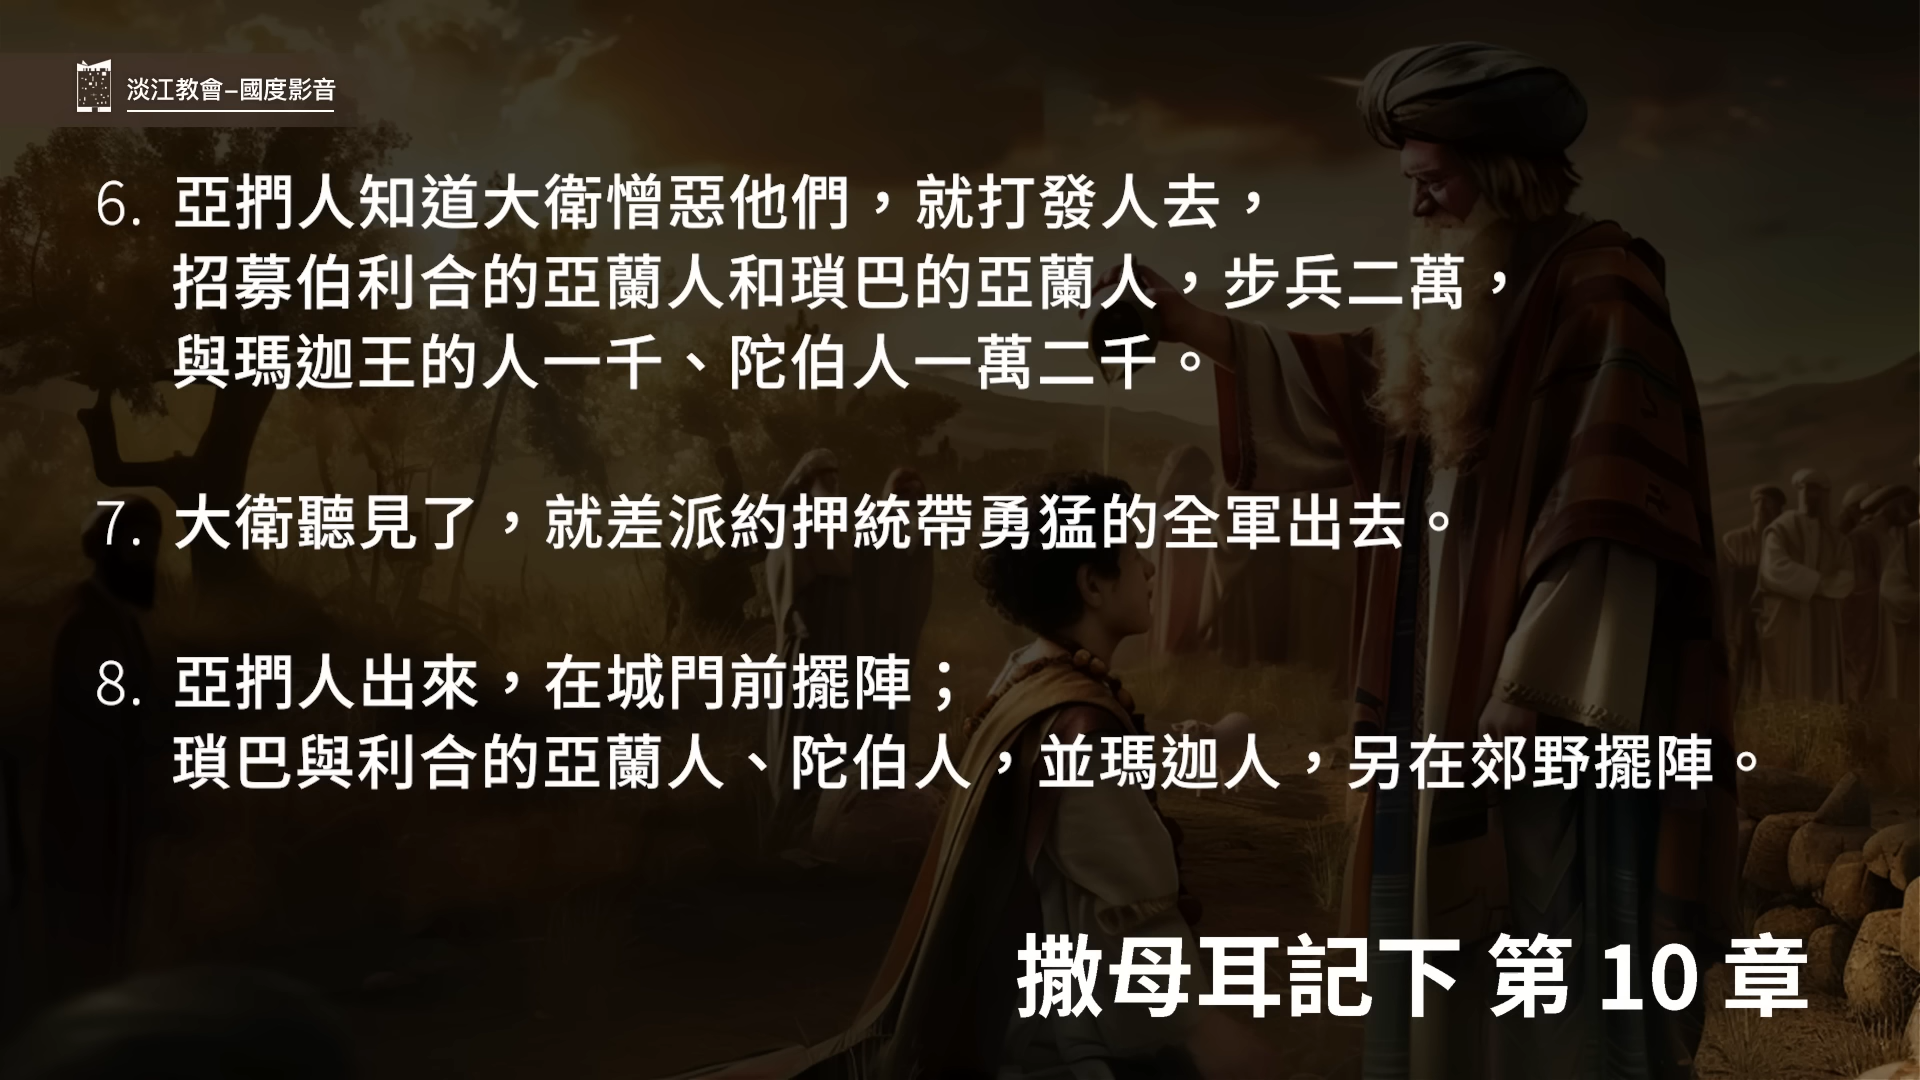 淡江教會–國度影音
6. 亞捫人知道大衛憎惡他們，就打發人去，
招募伯利合的亞蘭人和瑣巴的亞蘭人，步兵二萬，
與瑪迦王的人一千、陀伯人一萬二千。
7. 大衛聽見了，就差派約押統帶勇猛的全軍出去。
8. 亞捫人出來，在城門前擺陣；
瑣巴與利合的亞蘭人、陀伯人，並瑪迦人，另在郊野擺陣。
撒母耳記下 第 10 章